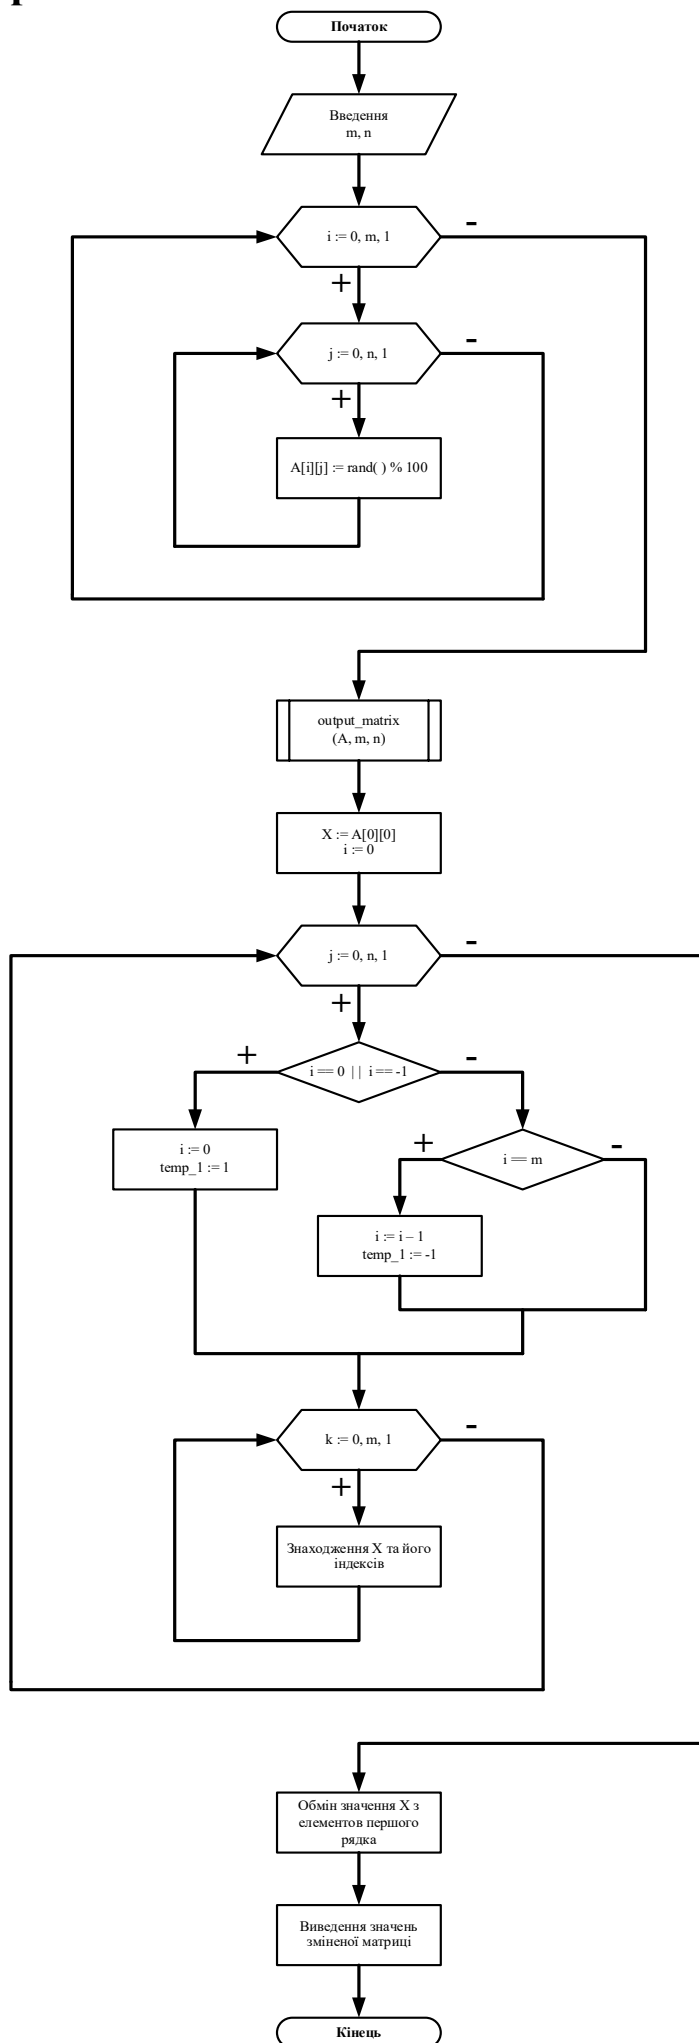 Початок
Введення
m, n
i := 0, m, 1
-
+
j := 0, n, 1
-
+
A[i][j] := rand( ) % 100
output_matrix
(A, m, n)
X := A[0][0]
i := 0
j := 0, n, 1
-
+
i == 0 || i == -1
+
-
i := 0
temp_1 := 1
i == m
+
-
i := i – 1
temp_1 := -1
k := 0, m, 1
-
+
Знаходження X та його
індексів
Обмін значення X з
елементов першого
рядка
Виведення значень
зміненої матриці
Кінець